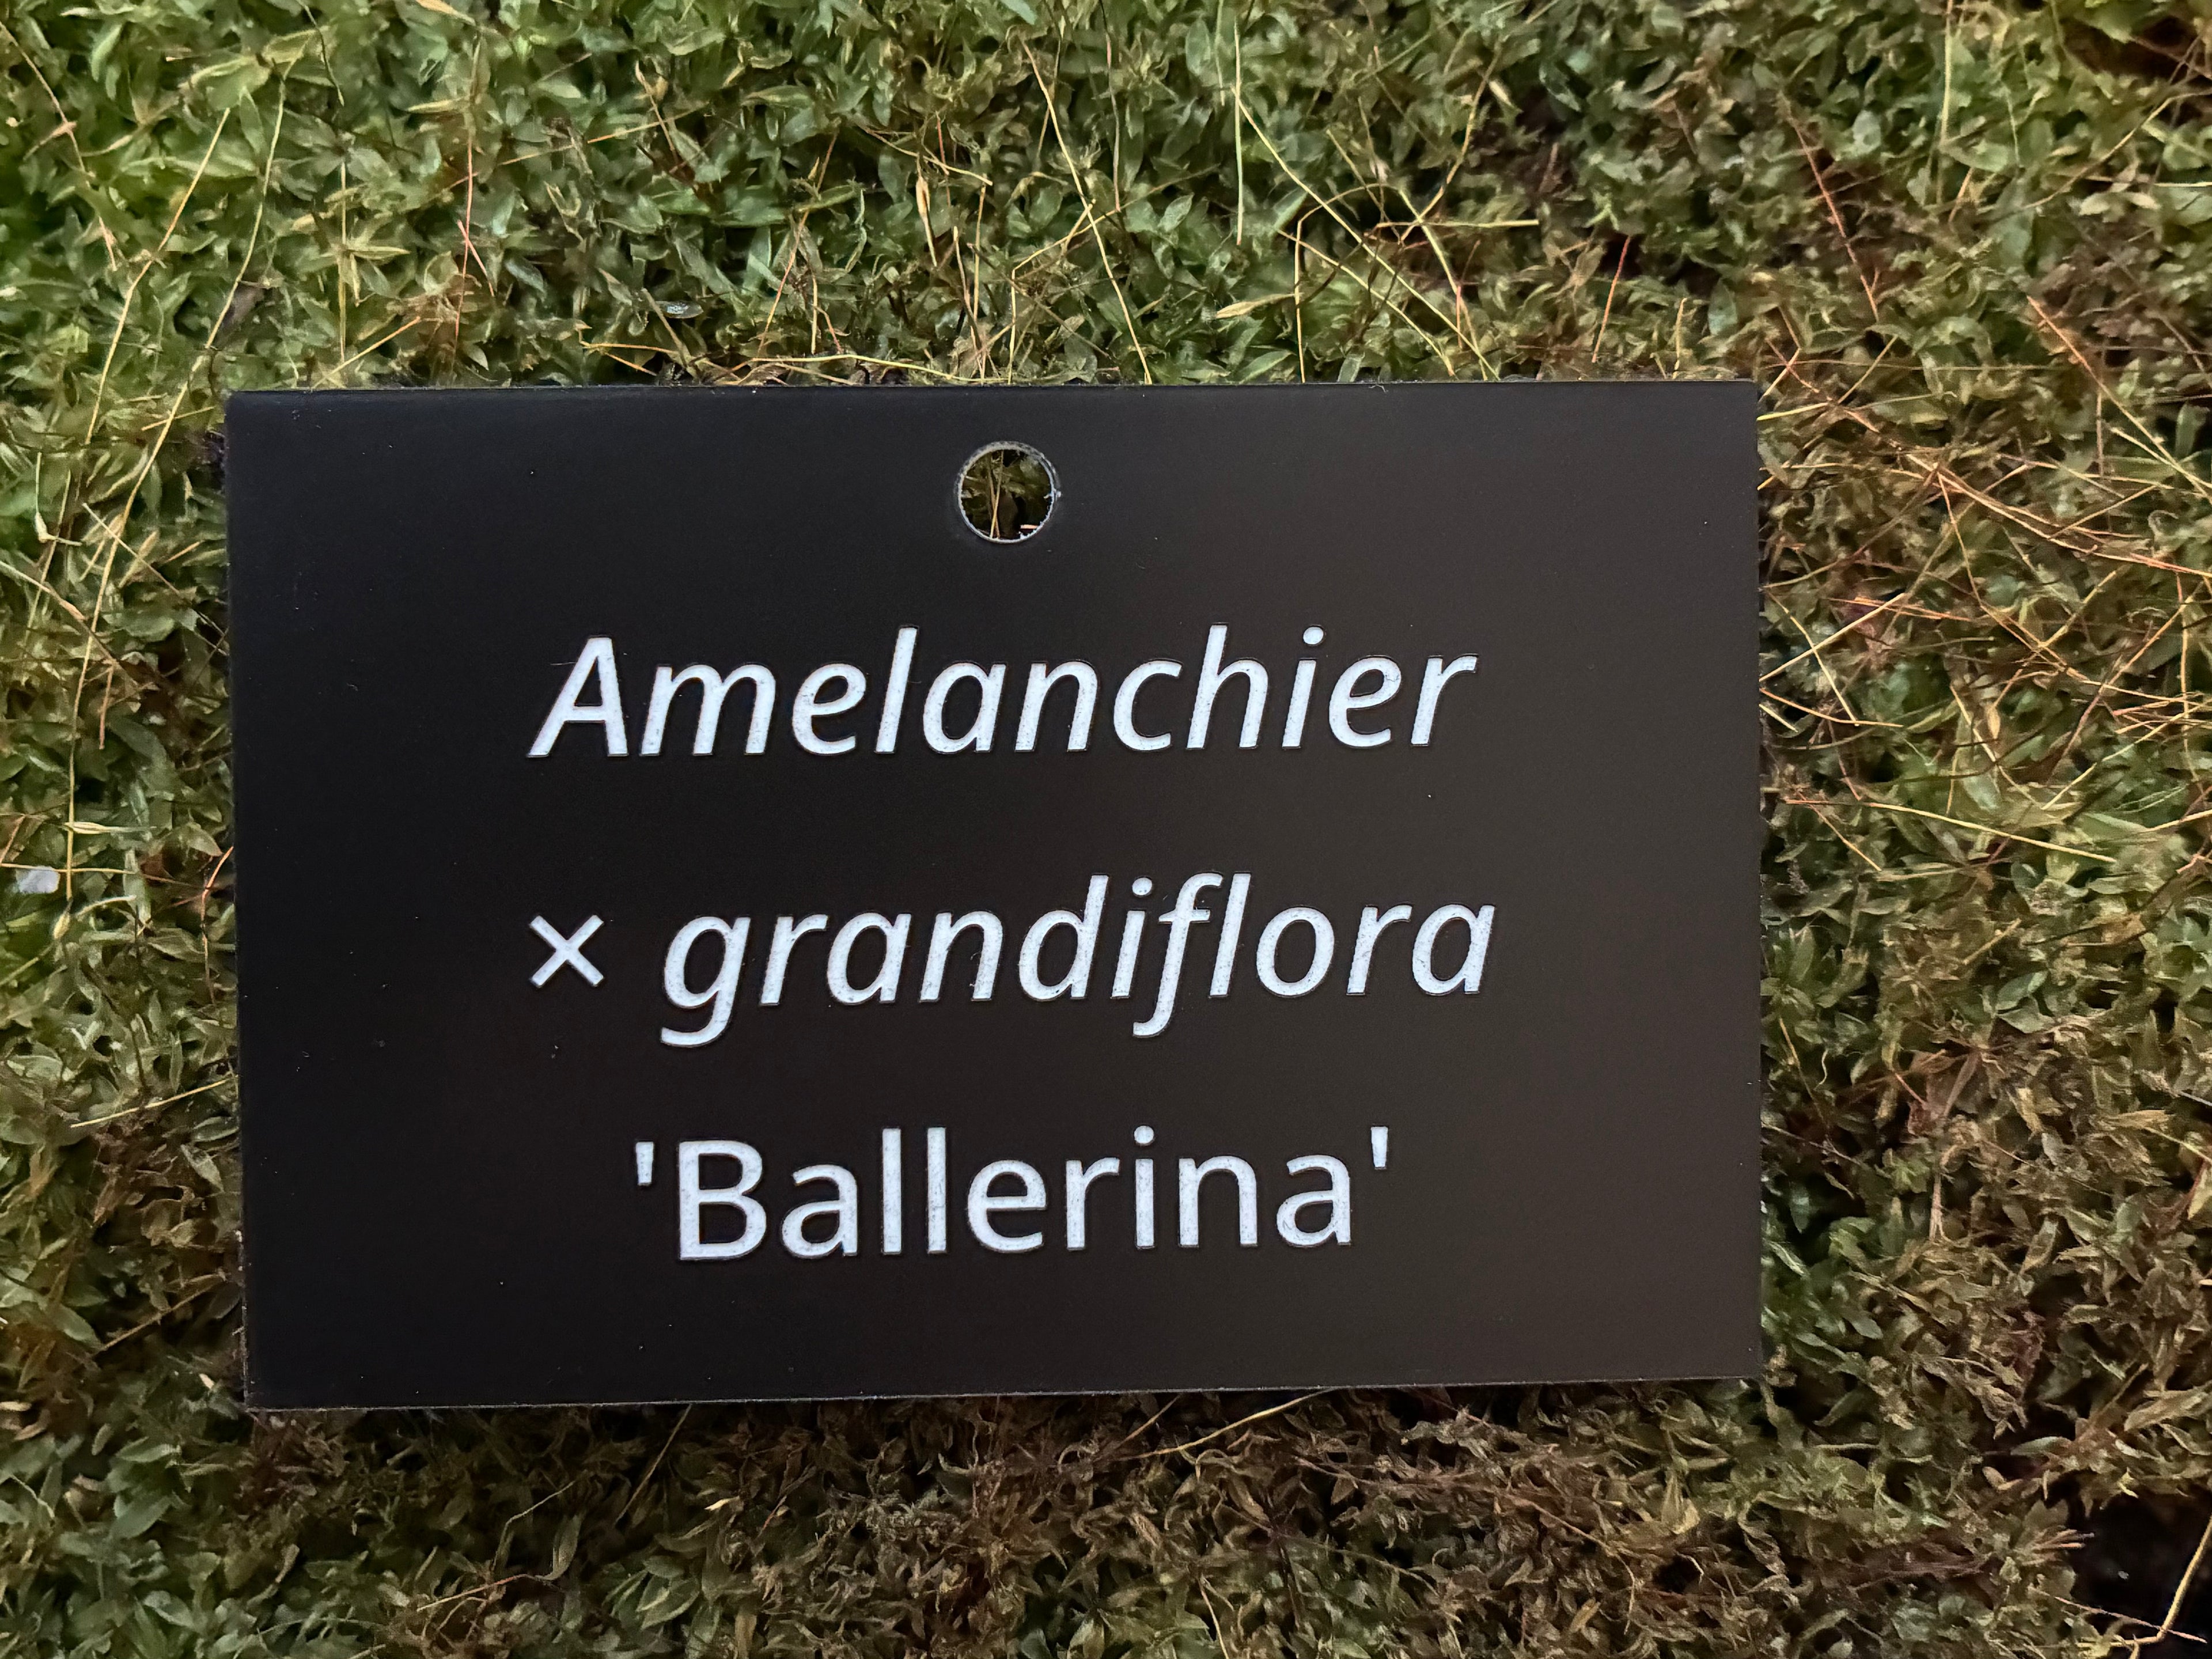 Amelanchier
× grandiflora
'Ballerina'